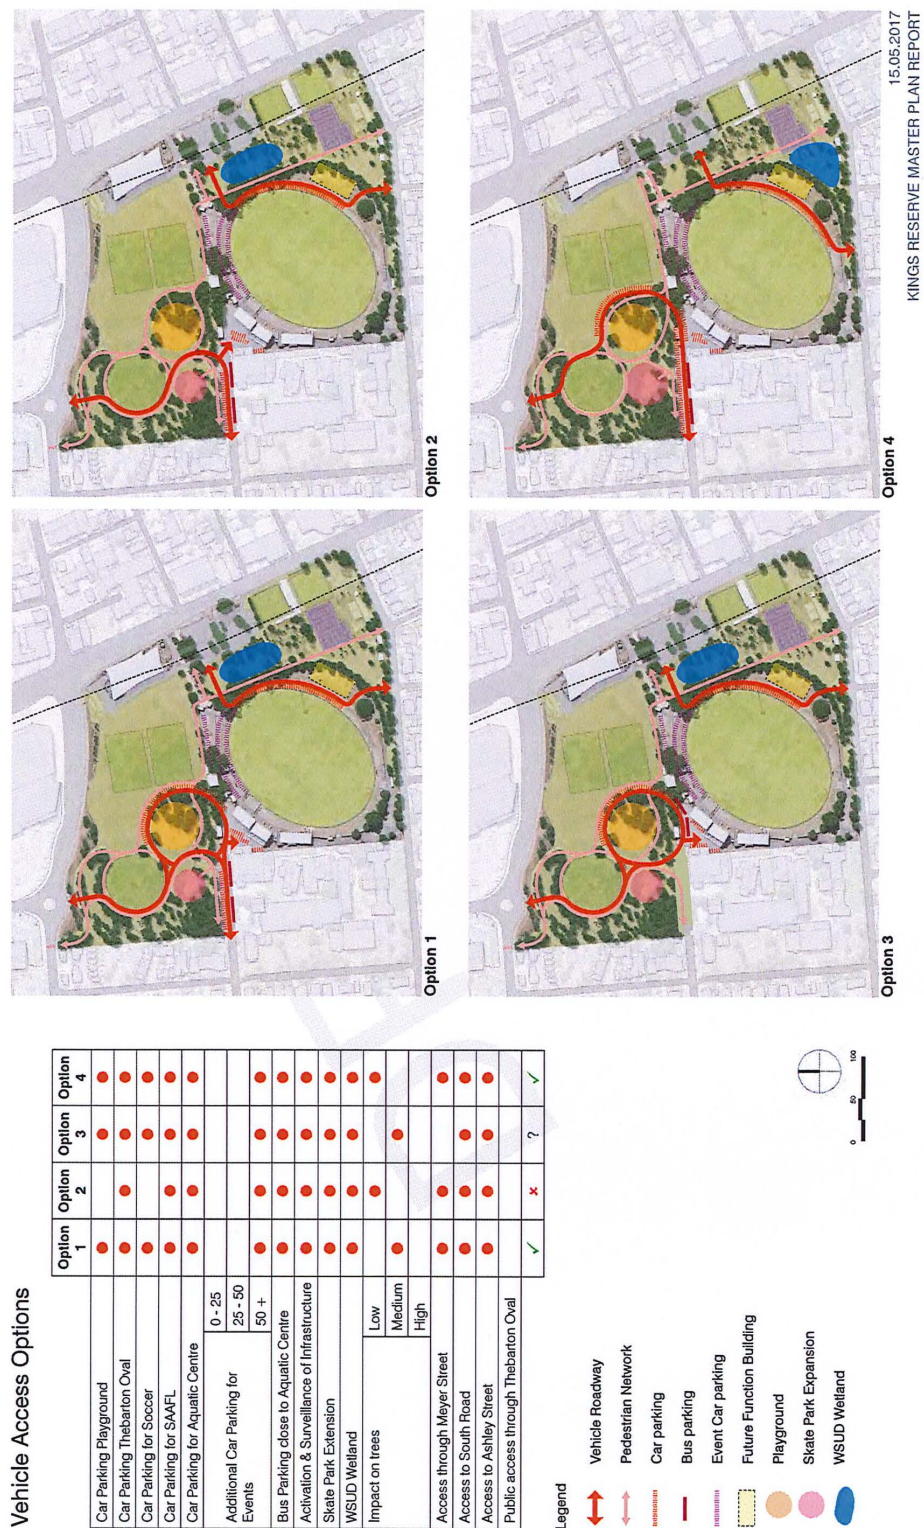 Vehicle Access Options
Option 1
Option 2
Option 3
Option 4
Car Parking Playground
Car Parking Thebarton Oval
Car Parking for Soccer
Car Parking for SAAFL
Car Parking for Aquatic Centre
Additional Car Parking for Events
0 - 25
25 - 50
50 +
Bus Parking close to Aquatic Centre
Activation & Surveillance of Infrastructure
Skate Park Extension
WSUD Wetland
Impact on trees
Low
Medium
High
Access through Meyer Street
Access to South Road
Access to Ashley Street
Public access through Thebarton Oval
✓
×
?
✓
Legend
Vehicle Roadway
Pedestrian Network
Car parking
Bus parking
Event Car parking
Future Function Building
Playground
Skate Park Expansion
WSUD Wetland
0
50
100
Option 1
Option 2
Option 3
Option 4
15.05.2017
KINGS RESERVE MASTER PLAN REPORT